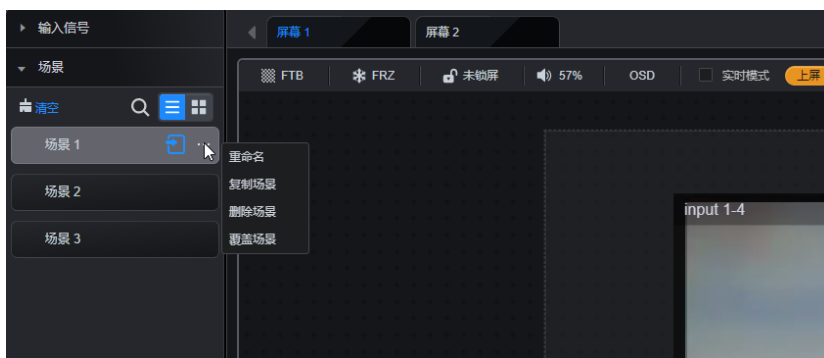 输入信号
屏幕 1
屏幕 2
场景
FTB
FRZ
未锁屏
57%
OSD
实时模式
上屏
清空
场景 1
重命名
复制场景
删除场景
覆盖场景
场景 2
场景 3
input 1-4